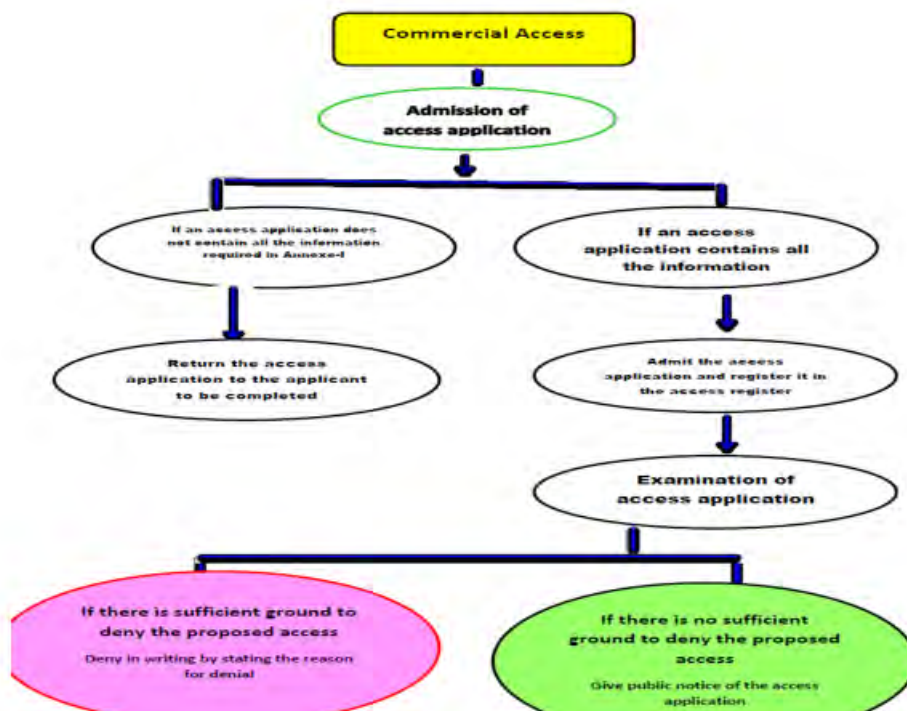 Commercial Access
Admission of
access application
If an access application does
not contain all the information
required in Annexe-I
If an access
application contains all
the information
Return the access
application to the applicant
to be completed
Admit the access
application and register it in
the access register
Examination of
access application
If there is sufficient ground to
deny the proposed access
Deny in writing by stating the reason
for denial
If there is no sufficient
ground to deny the proposed
access
Give public notice of the access
application